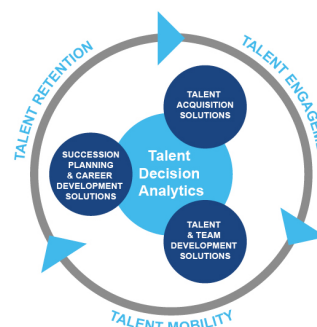 TALENT RETENTION
TALENT ENGAGEM
TALENT
ACQUISITION
SOLUTIONS
SUCCESSION
PLANNING
& CAREER
DEVELOPMENT
SOLUTIONS
Talent
Decision
Analytics
TALENT
& TEAM
DEVELOPMENT
SOLUTIONS
TALENT MOBILITY